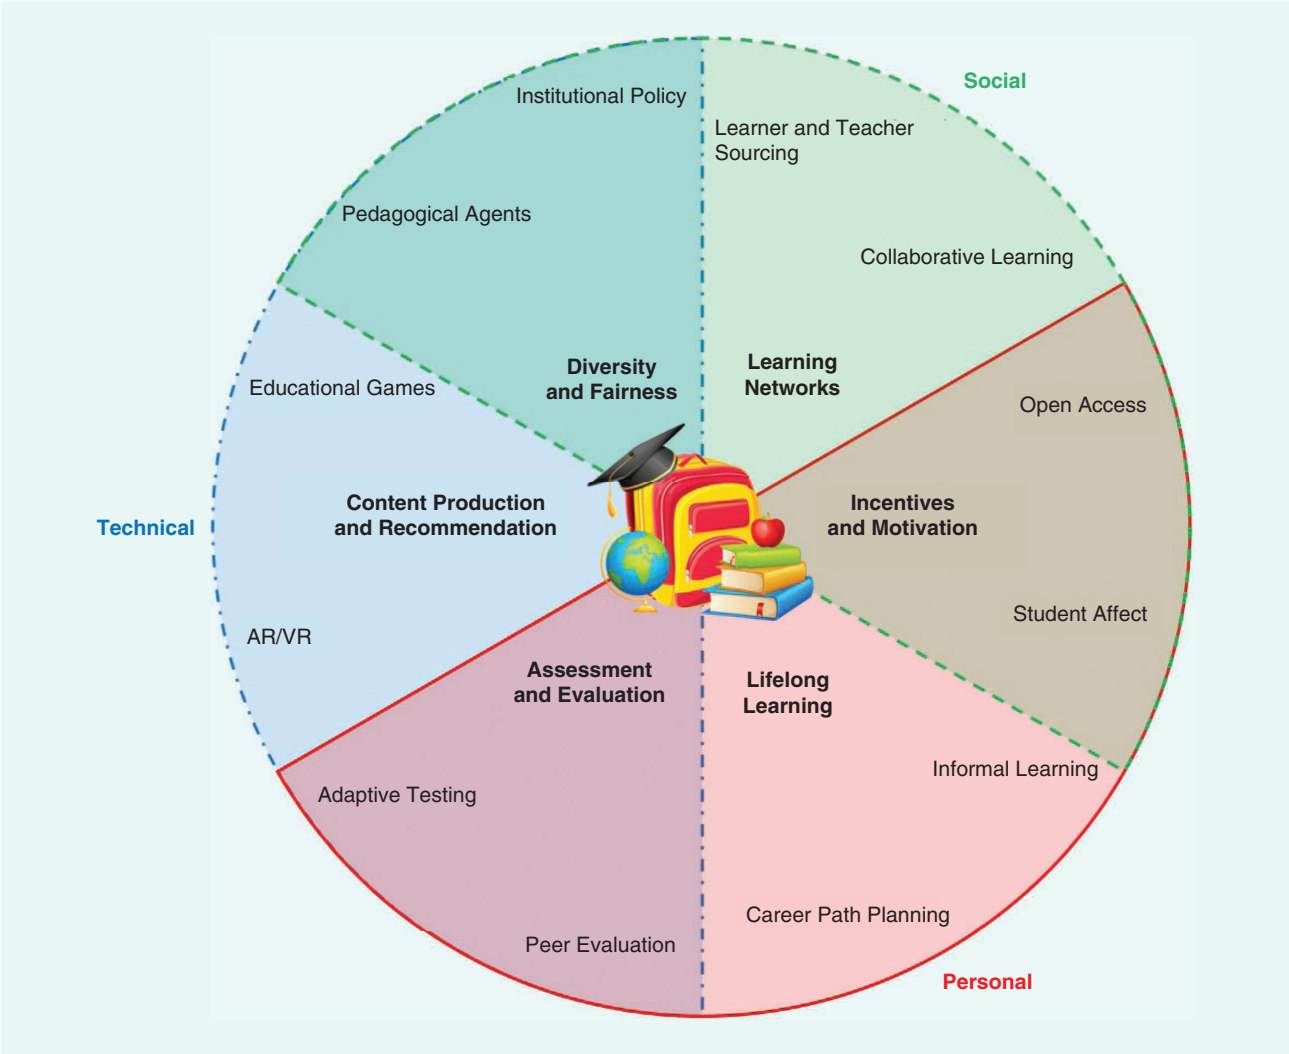 Social
Institutional Policy
Learner and Teacher
Sourcing
Pedagogical Agents
Collaborative Learning
Diversity
and Fairness
Learning
Networks
Educational Games
Open Access
Technical
Content Production
and Recommendation
Incentives
and Motivation
AR/VR
Student Affect
Assessment
and Evaluation
Lifelong
Learning
Adaptive Testing
Informal Learning
Peer Evaluation
Career Path Planning
Personal